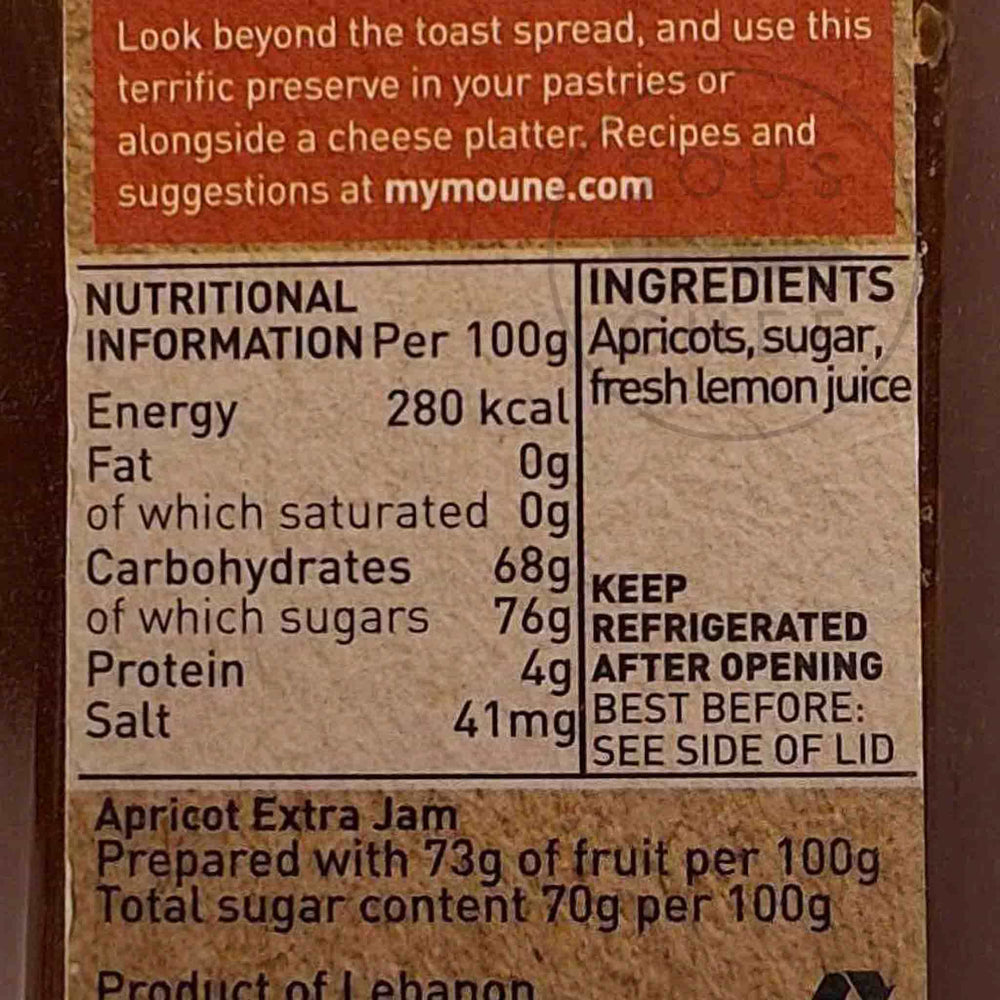 Look beyond the toast spread, and use this
terrific preserve in your pastries or
alongside a cheese platter. Recipes and
suggestions at mymoune.com
NUTRITIONAL
INFORMATION Per 100g
Energy 280 kcal
Fat 0g
of which saturated 0g
Carbohydrates 68g
of which sugars 76g
Protein 4g
Salt 41mg
INGREDIENTS
Apricots, sugar,
fresh lemon juice
KEEP
REFRIGERATED
AFTER OPENING
BEST BEFORE:
SEE SIDE OF LID
Apricot Extra Jam
Prepared with 73g of fruit per 100g
Total sugar content 70g per 100g
Product of Lebanon